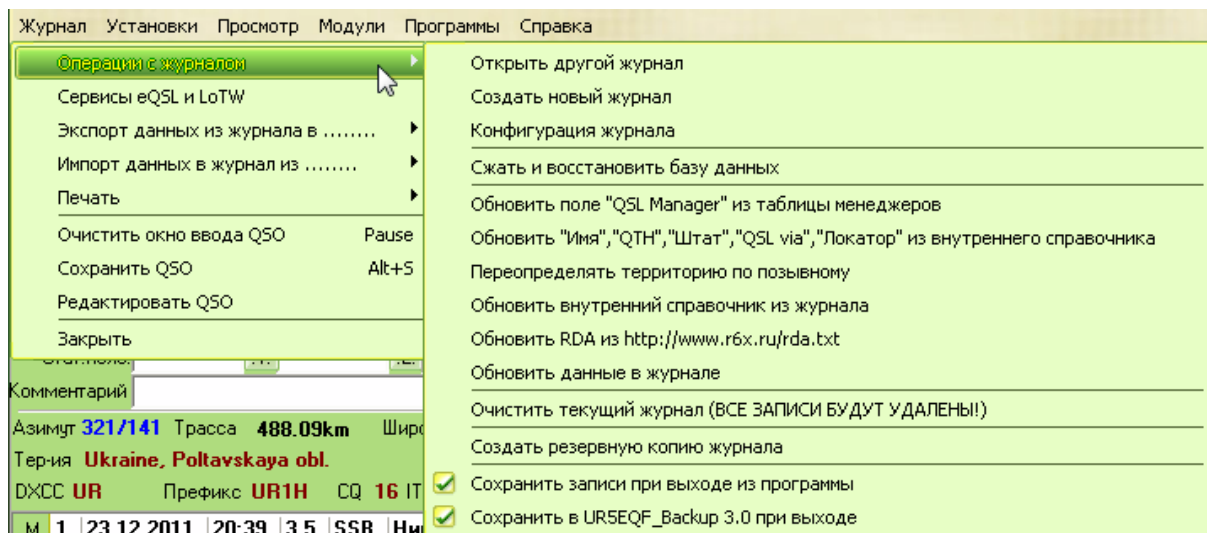 Журнал Установки Просмотр Модули Программы Справка
Операции с журналом
Сервисы eQSL и LoTW
Экспорт данных из журнала в ........
Импорт данных в журнал из ........
Печать
Очистить окно ввода QSO Pause
Сохранить QSO Alt+S
Редактировать QSO
Закрыть
Открыть другой журнал
Создать новый журнал
Конфигурация журнала
Сжать и восстановить базу данных
Обновить поле "QSL Manager" из таблицы менеджеров
Обновить "Имя","QTH","Штат","QSL via","Локатор" из внутреннего справочника
Переопределять территорию по позывному
Обновить внутренний справочник из журнала
Обновить RDA из http://www.r6x.ru/rda.txt
Обновить данные в журнале
Очистить текущий журнал (ВСЕ ЗАПИСИ БУДУТ УДАЛЕНЫ!)
Создать резервную копию журнала
Сохранить записи при выходе из программы
Сохранить в UR5EQF_Backup 3.0 при выходе
Комментарий
Азимут 321/141 Трасса 488.09km Широ
Тер-ия Ukraine, Poltavskaya obl.
DXCC UR Префикс UR1H CQ 16 IT
М 1 23.12.2011 20:39 3.5 SSB